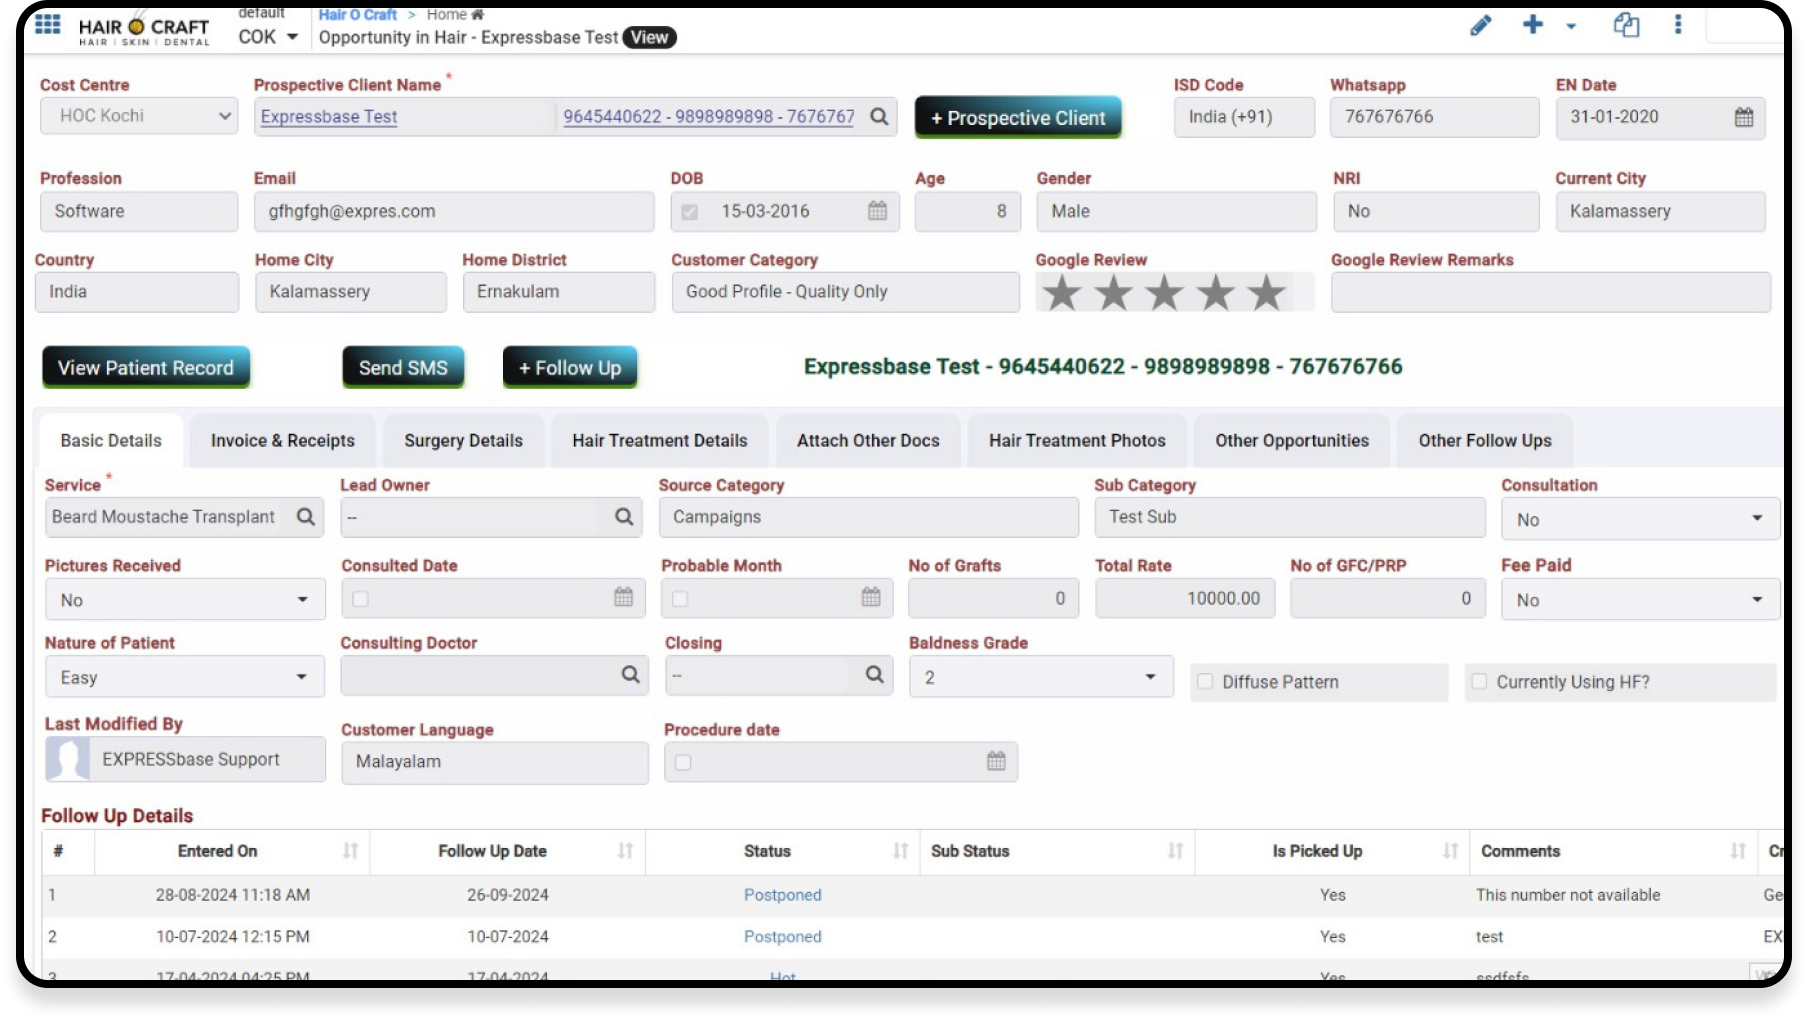 HAIR O CRAFT
HAIR | SKIN | DENTAL
default
COK
Hair O Craft > Home
Opportunity in Hair - Expressbase Test View
Cost Centre
Prospective Client Name *
ISD Code
Whatsapp
EN Date
HOC Kochi
Expressbase Test
9645440622 - 9898989898 - 7676767
+ Prospective Client
India (+91)
767676766
31-01-2020
Profession
Email
DOB
Age
Gender
NRI
Current City
Software
gfhgfgh@expres.com
15-03-2016
8
Male
No
Kalamassery
Country
Home City
Home District
Customer Category
Google Review
Google Review Remarks
India
Kalamassery
Ernakulam
Good Profile - Quality Only
View Patient Record
Send SMS
+ Follow Up
Expressbase Test - 9645440622 - 9898989898 - 767676766
Basic Details
Invoice & Receipts
Surgery Details
Hair Treatment Details
Attach Other Docs
Hair Treatment Photos
Other Opportunities
Other Follow Ups
Service *
Lead Owner
Source Category
Sub Category
Consultation
Beard Moustache Transplant
--
Campaigns
Test Sub
No
Pictures Received
Consulted Date
Probable Month
No of Grafts
Total Rate
No of GFC/PRP
Fee Paid
No
0
10000.00
0
No
Nature of Patient
Consulting Doctor
Closing
Baldness Grade
Easy
--
2
Diffuse Pattern
Currently Using HF?
Last Modified By
Customer Language
Procedure date
EXPRESSbase Support
Malayalam
Follow Up Details
# Entered On Follow Up Date Status Sub Status Is Picked Up Comments Cr
1 28-08-2024 11:18 AM 26-09-2024 Postponed Yes This number not available Ge
2 10-07-2024 12:15 PM 10-07-2024 Postponed Yes test EX
3 17-04-2024 04:25 PM 17-04-2024 Hot Yes ssdfsfs